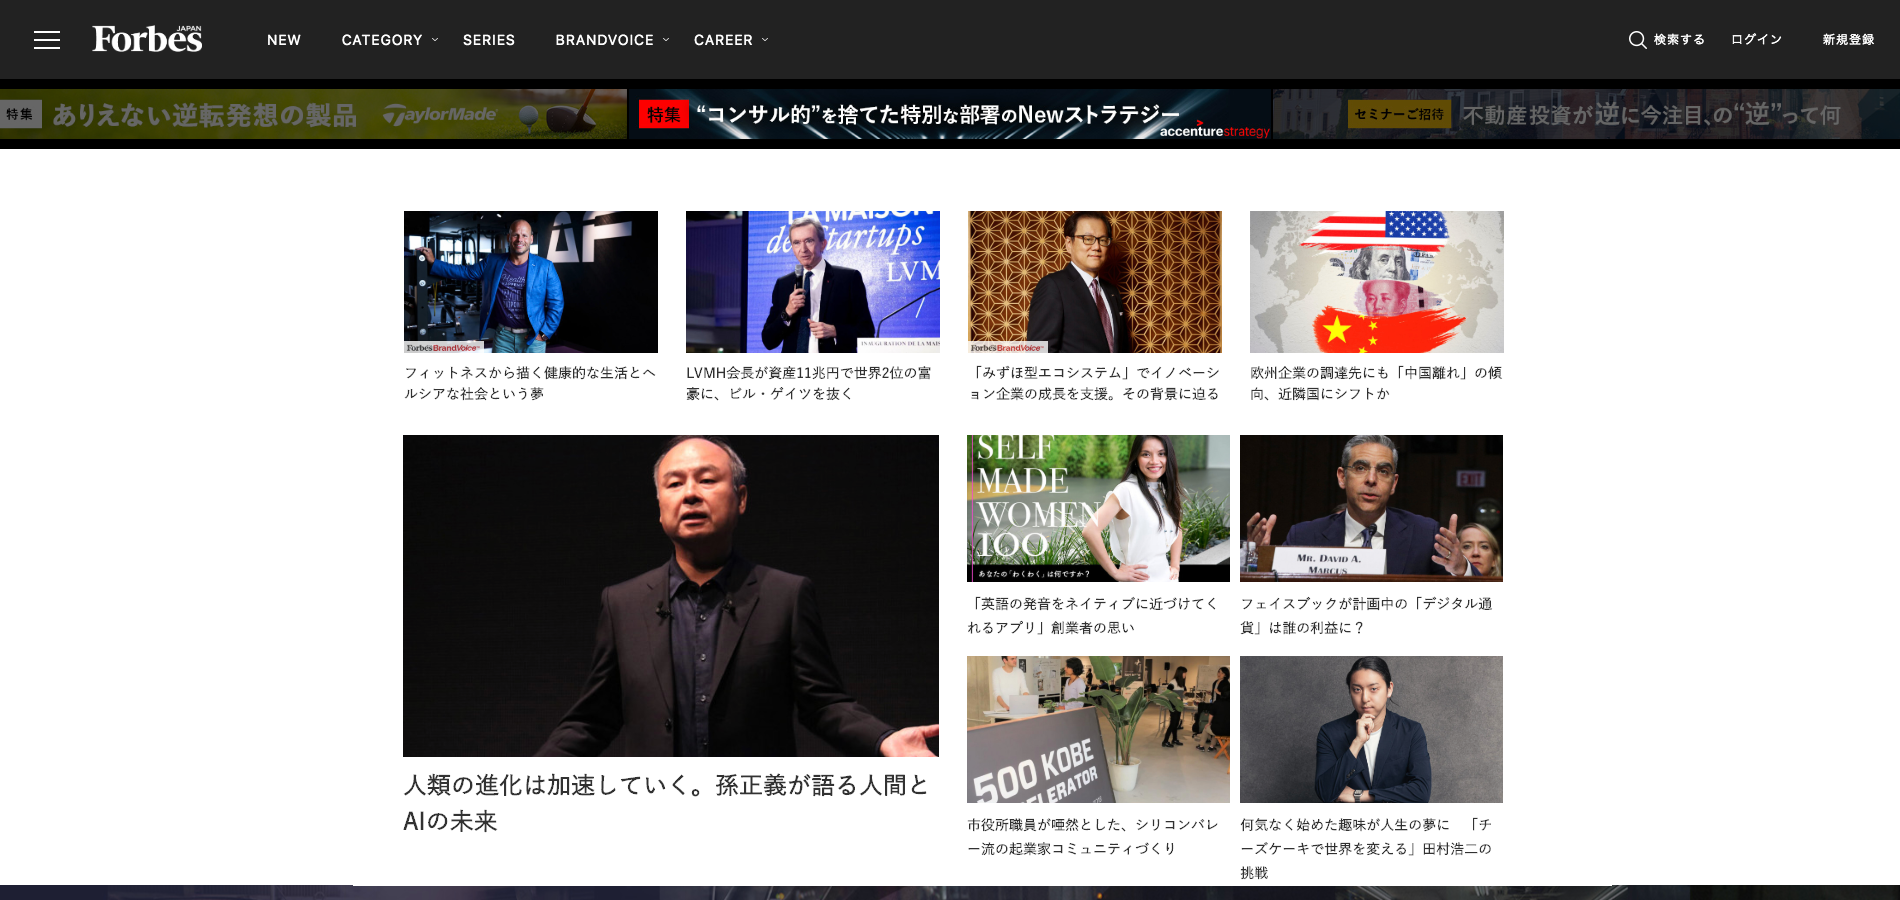 Forbes JAPAN
NEW CATEGORY SERIES BRANDVOICE CAREER 検索する ログイン 新規登録
特集 ありえない逆転発想の製品 TaylorMade
特集 “コンサル的”を捨てた特別な部署のNewストラテジー
accenturestrategy
セミナーご招待 不動産投資が逆に今注目、の“逆”って何
AF
Forbes BrandVoice
フィットネスから描く健康的な生活とヘ
ルシアな社会という夢
LA MAISON
des startups
LVM
INAUGURATION DE LA MAIS
LVMH会長が資産11兆円で世界2位の富
豪に、ビル・ゲイツを抜く
Forbes BrandVoice
「みずほ型エコシステム」でイノベーシ
ョン企業の成長を支援。その背景に迫る
欧州企業の調達先にも「中国離れ」の傾
向、近隣国にシフトか
人類の進化は加速していく。孫正義が語る人間と
AIの未来
SELF
MADE
WOMEN
TOO
あなたの「わくわく」は何ですか？
「英語の発音をネイティブに近づけてく
れるアプリ」創業者の思い
EXIT
MR. DAVID A.
MARCUS
フェイスブックが計画中の「デジタル通
貨」は誰の利益に？
500 KOBE
ELERATOR
市役所職員が唖然とした、シリコンバレ
ー流の起業家コミュニティづくり
何気なく始めた趣味が人生の夢に　「チ
ーズケーキで世界を変える」田村浩二の
挑戦